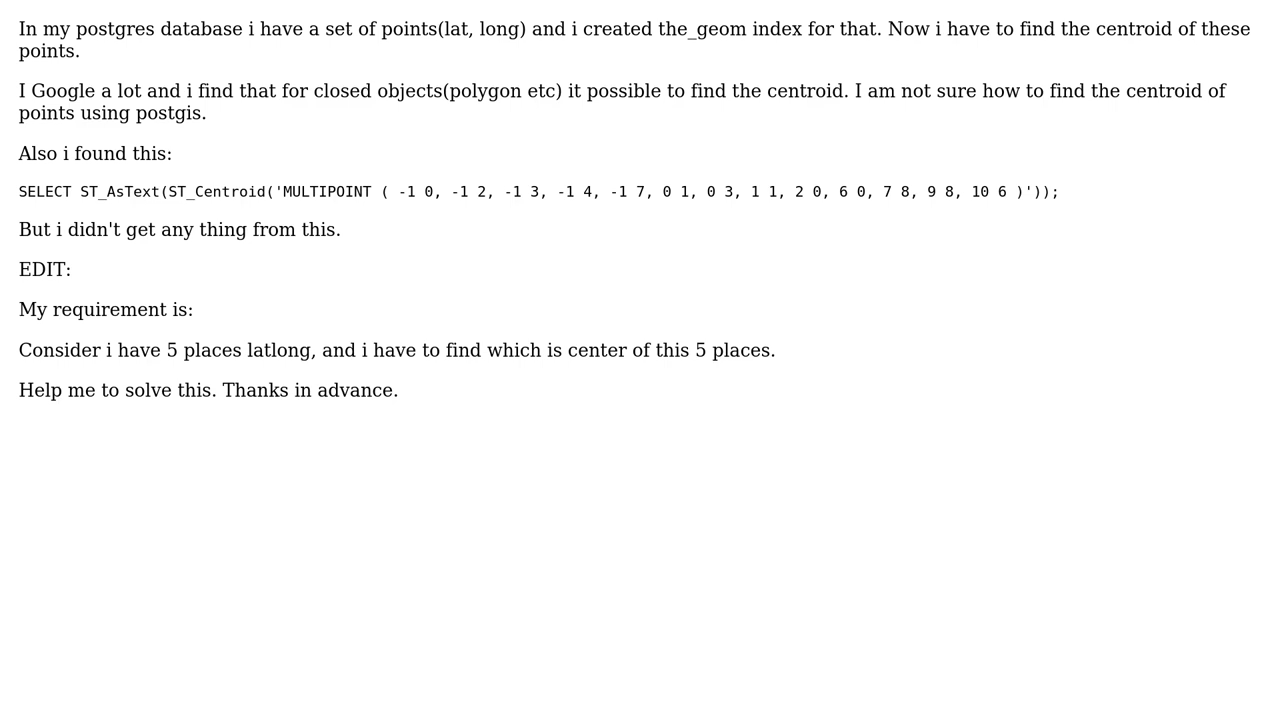 In my postgres database i have a set of points(lat, long) and i created the_geom index for that. Now i have to find the centroid of these
points.
I Google a lot and i find that for closed objects(polygon etc) it possible to find the centroid. I am not sure how to find the centroid of
points using postgis.
Also i found this:
SELECT ST_AsText(ST_Centroid('MULTIPOINT ( -1 0, -1 2, -1 3, -1 4, -1 7, 0 1, 0 3, 1 1, 2 0, 6 0, 7 8, 9 8, 10 6 )'));
But i didn't get any thing from this.
EDIT:
My requirement is:
Consider i have 5 places latlong, and i have to find which is center of this 5 places.
Help me to solve this. Thanks in advance.